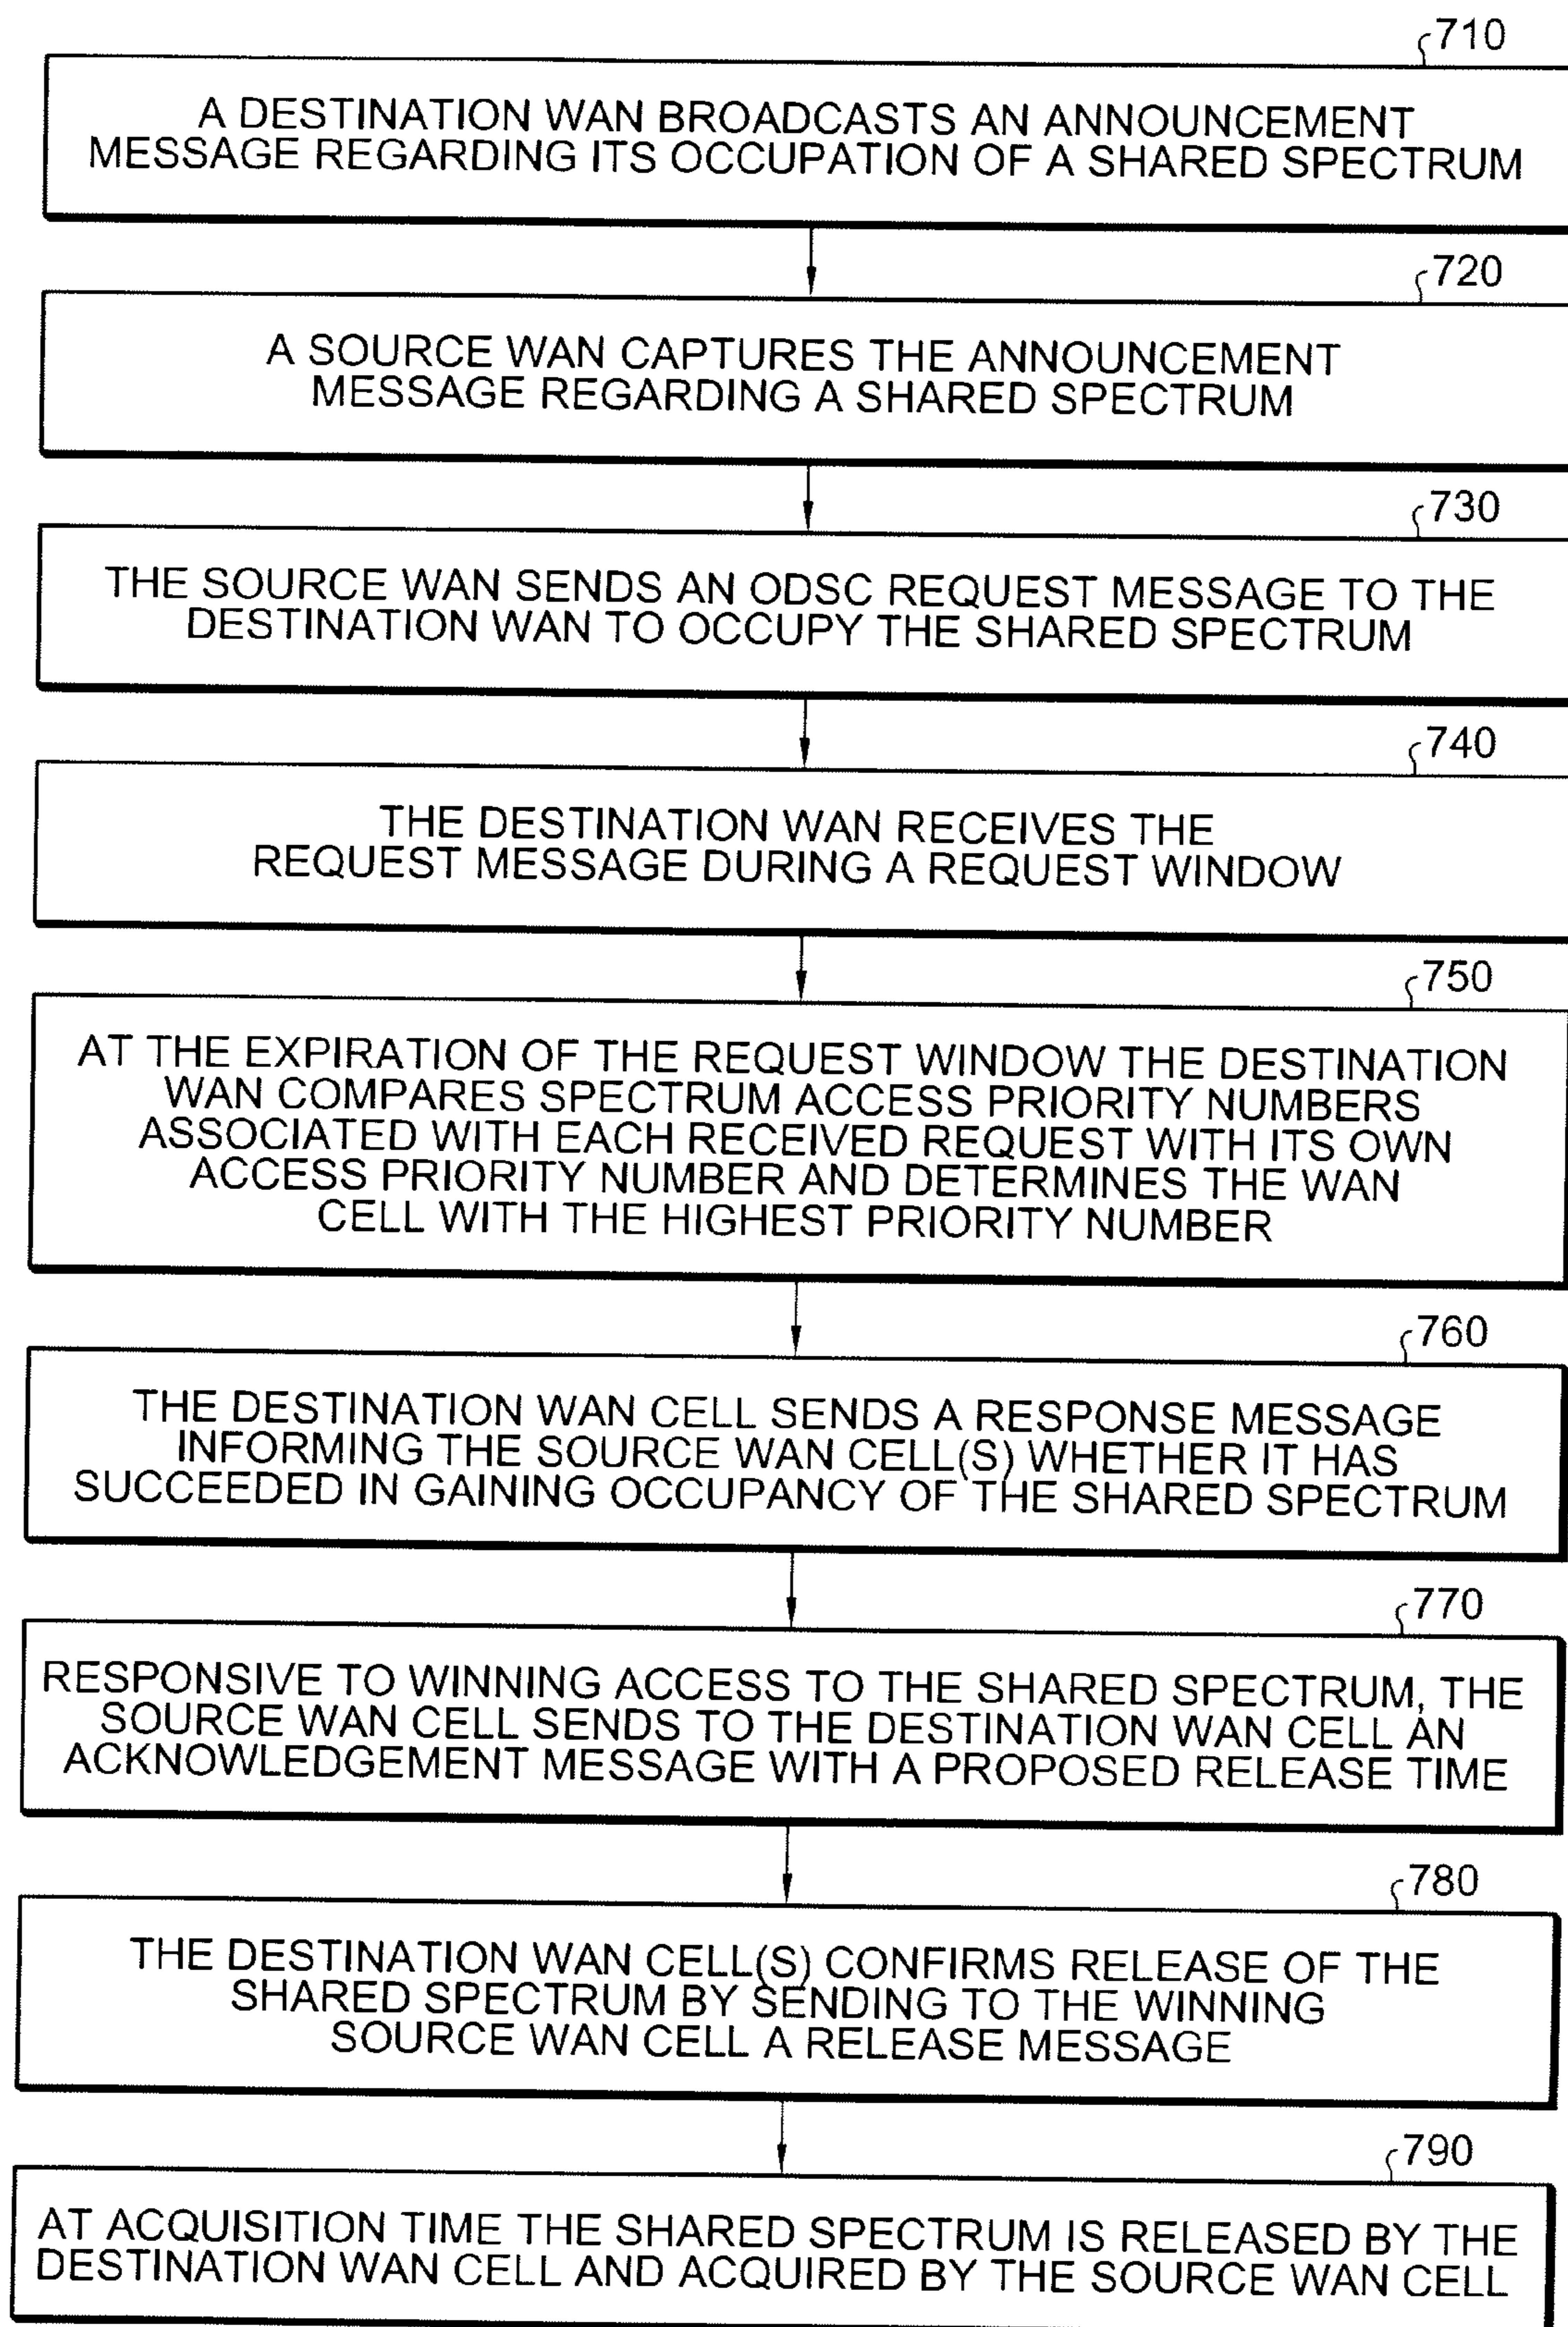 710
A DESTINATION WAN BROADCASTS AN ANNOUNCEMENT
MESSAGE REGARDING ITS OCCUPATION OF A SHARED SPECTRUM
720
A SOURCE WAN CAPTURES THE ANNOUNCEMENT
MESSAGE REGARDING A SHARED SPECTRUM
730
THE SOURCE WAN SENDS AN ODSC REQUEST MESSAGE TO THE
DESTINATION WAN TO OCCUPY THE SHARED SPECTRUM
740
THE DESTINATION WAN RECEIVES THE
REQUEST MESSAGE DURING A REQUEST WINDOW
750
AT THE EXPIRATION OF THE REQUEST WINDOW THE DESTINATION
WAN COMPARES SPECTRUM ACCESS PRIORITY NUMBERS
ASSOCIATED WITH EACH RECEIVED REQUEST WITH ITS OWN
ACCESS PRIORITY NUMBER AND DETERMINES THE WAN
CELL WITH THE HIGHEST PRIORITY NUMBER
760
THE DESTINATION WAN CELL SENDS A RESPONSE MESSAGE
INFORMING THE SOURCE WAN CELL(S) WHETHER IT HAS
SUCCEEDED IN GAINING OCCUPANCY OF THE SHARED SPECTRUM
770
RESPONSIVE TO WINNING ACCESS TO THE SHARED SPECTRUM, THE
SOURCE WAN CELL SENDS TO THE DESTINATION WAN CELL AN
ACKNOWLEDGEMENT MESSAGE WITH A PROPOSED RELEASE TIME
780
THE DESTINATION WAN CELL(S) CONFIRMS RELEASE OF THE
SHARED SPECTRUM BY SENDING TO THE WINNING
SOURCE WAN CELL A RELEASE MESSAGE
790
AT ACQUISITION TIME THE SHARED SPECTRUM IS RELEASED BY THE
DESTINATION WAN CELL AND ACQUIRED BY THE SOURCE WAN CELL